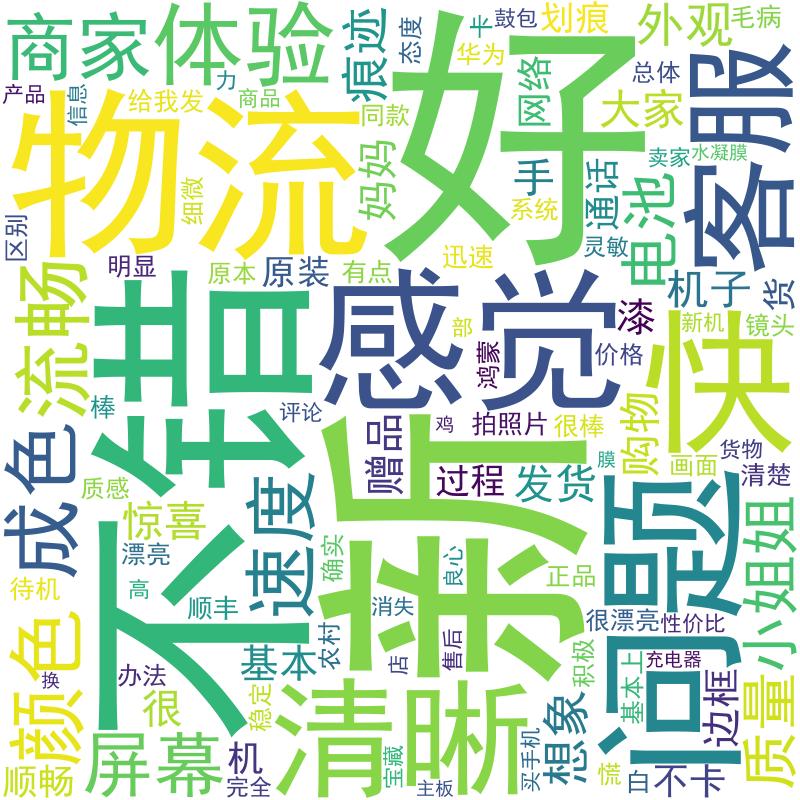 商家
体验
痕迹
态度
卡
鼓包
划痕
外观
毛病
好
华为
总体
产品
信息
给我发
力
商品
物流
同款
网络
大家
客服
细微
妈妈
手
通话
卖家
水凝膜
系统
电池
区别
灵敏
明显
原本
原装
有点
迅速
机子
货
流畅
不错
感觉
漆
新机
镜头
部
鸿蒙
价格
快
棒
评论
鸡
拍照片
很棒
购物
成色
赠品
过程
发货
膜
画面
货物
清楚
质感
惊喜
速度
新
问题
小姐姐
漂亮
确实
良心
正品
待机
高
顺丰
消失
很漂亮
性价比
颜色
农村
店
售后
换
办法
基本
积极
基本上
充电器
很
稳定
清晰
想象
边框
质量
顺畅
屏幕
机
完全
宝藏
主板
买手机
慌
白
不卡